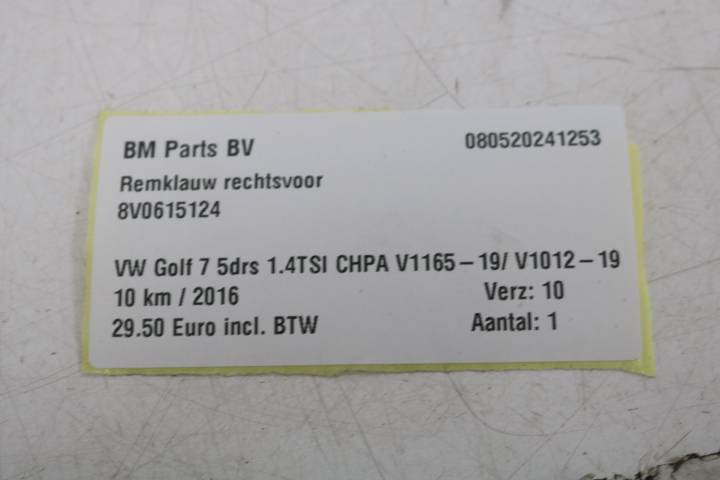 BM Parts BV 080520241253
Remklauw rechtsvoor
8V0615124
VW Golf 7 5drs 1.4TSI CHPA V1165-19/ V1012-19
10 km / 2016 Verz: 10
29.50 Euro incl. BTW Aantal: 1